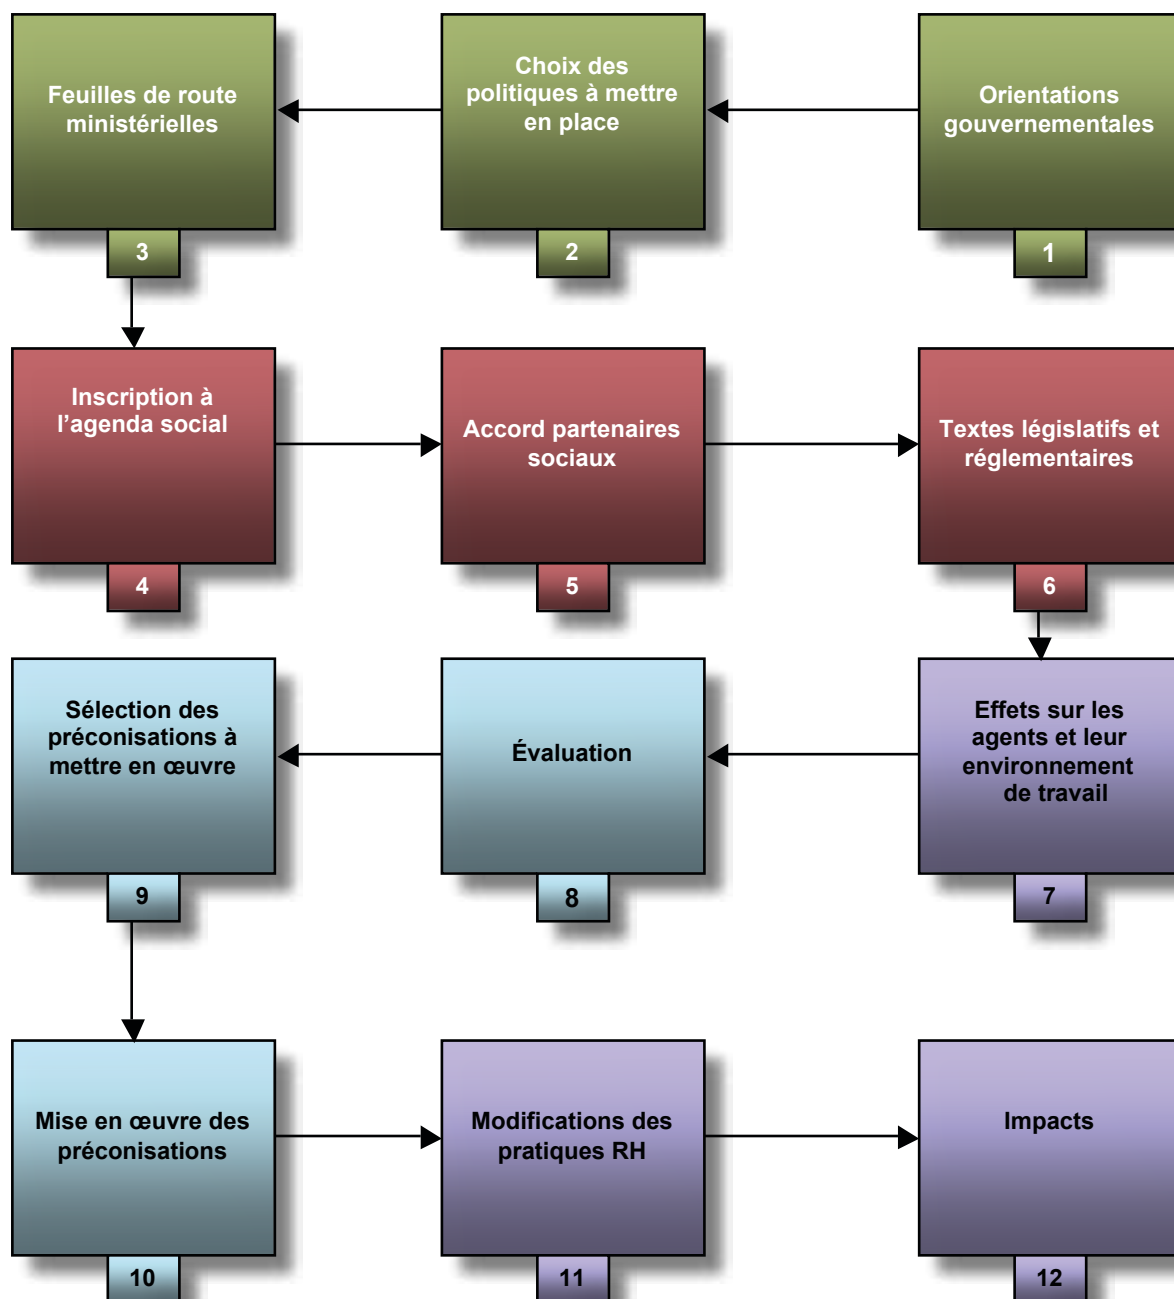 Feuilles de route
ministérielles
3
Choix des
politiques à mettre
en place
2
Orientations
gouvernementales
1
Inscription à
l’agenda social
4
Accord partenaires
sociaux
5
Textes législatifs et
réglementaires
6
Sélection des
préconisations à
mettre en œuvre
9
Évaluation
8
Effets sur les
agents et leur
environnement
de travail
7
Mise en œuvre des
préconisations
10
Modifications des
pratiques RH
11
Impacts
12